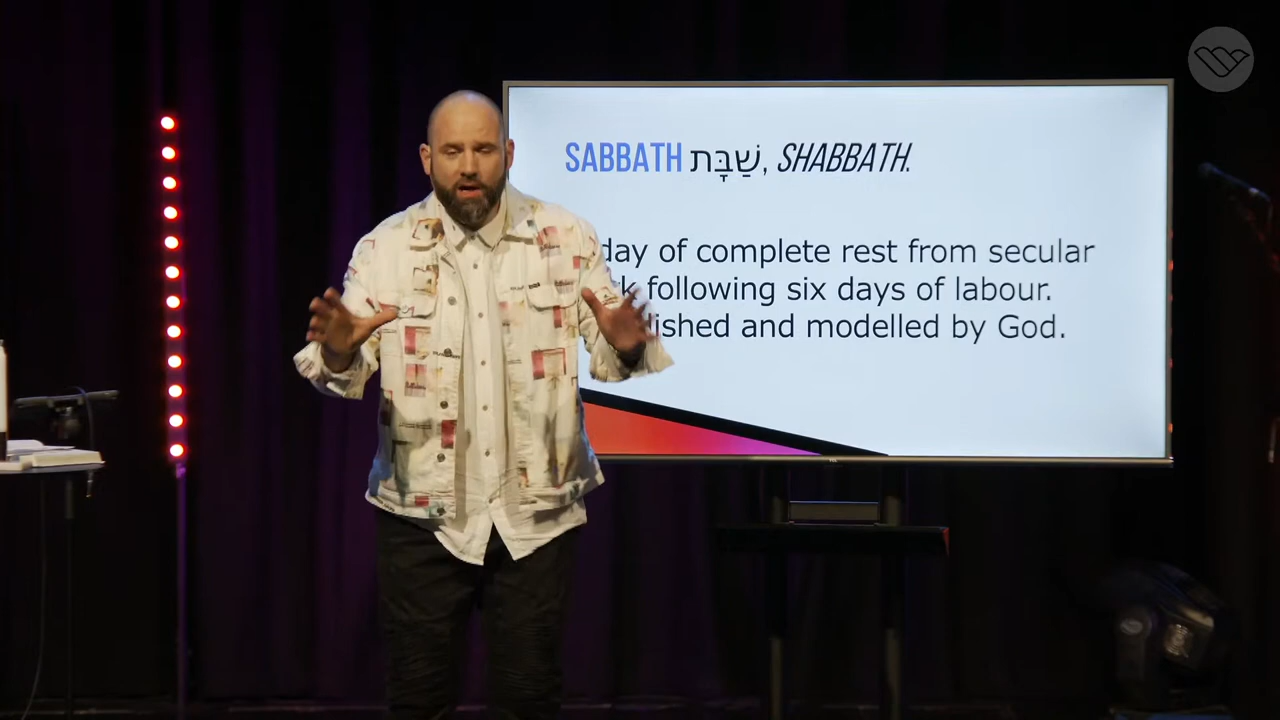 SABBATH שַׁבָּת, SHABBATH.
day of complete rest from secular
following six days of labour.
and modelled by God.